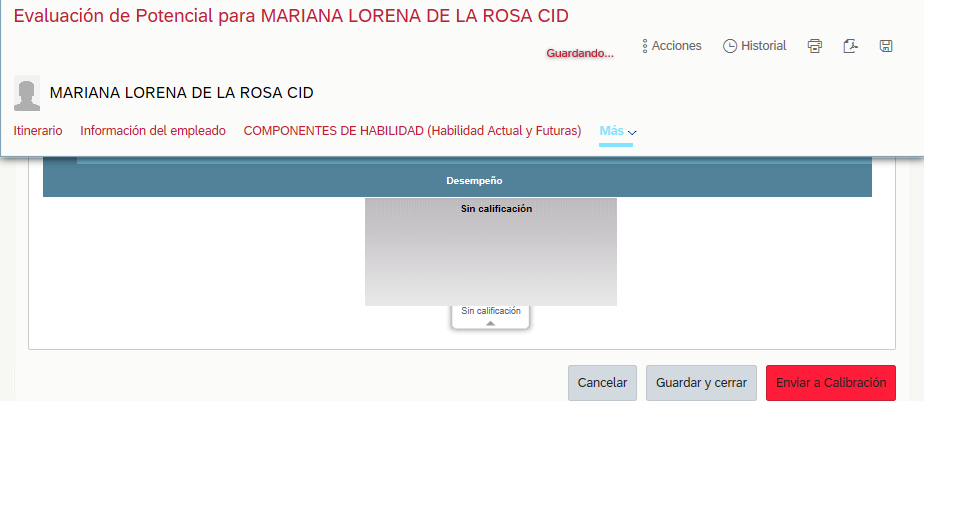 Evaluación de Potencial para MARIANA LORENA DE LA ROSA CID
Guardando... Acciones Historial
MARIANA LORENA DE LA ROSA CID
Itinerario Información del empleado COMPONENTES DE HABILIDAD (Habilidad Actual y Futuras) Más
Desempeño
Sin calificación
Sin calificación
Cancelar Guardar y cerrar Enviar a Calibración